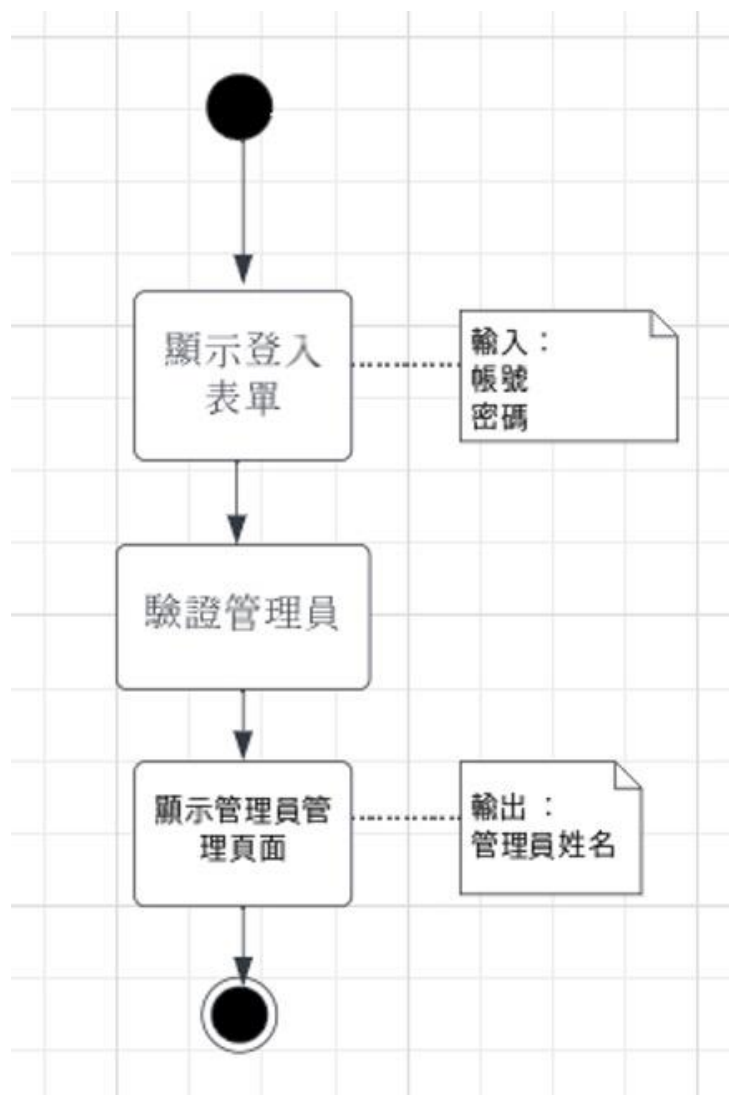 顯示登入
表單
輸入：
帳號
密碼
驗證管理員
顯示管理員管
理頁面
輸出 ：
管理員姓名